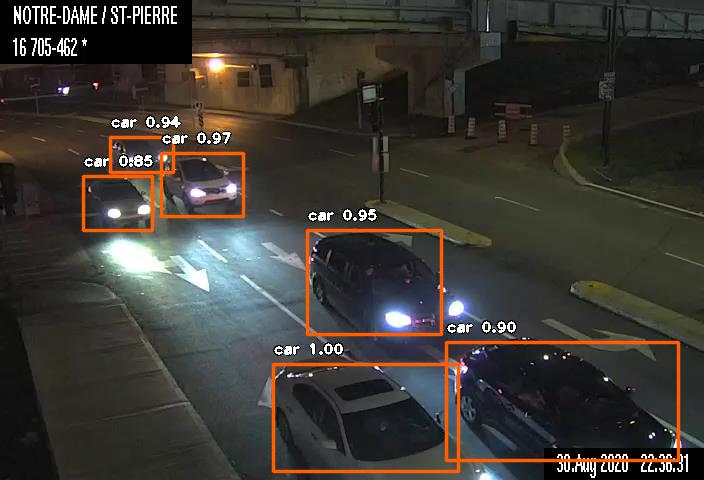 NOTRE-DAME / ST-PIERRE
16 705-462 *
car 0.94
car 0.97
car 0.85
car 0.95
car 0.90
car 1.00
30.Aug 2020 22:36:31